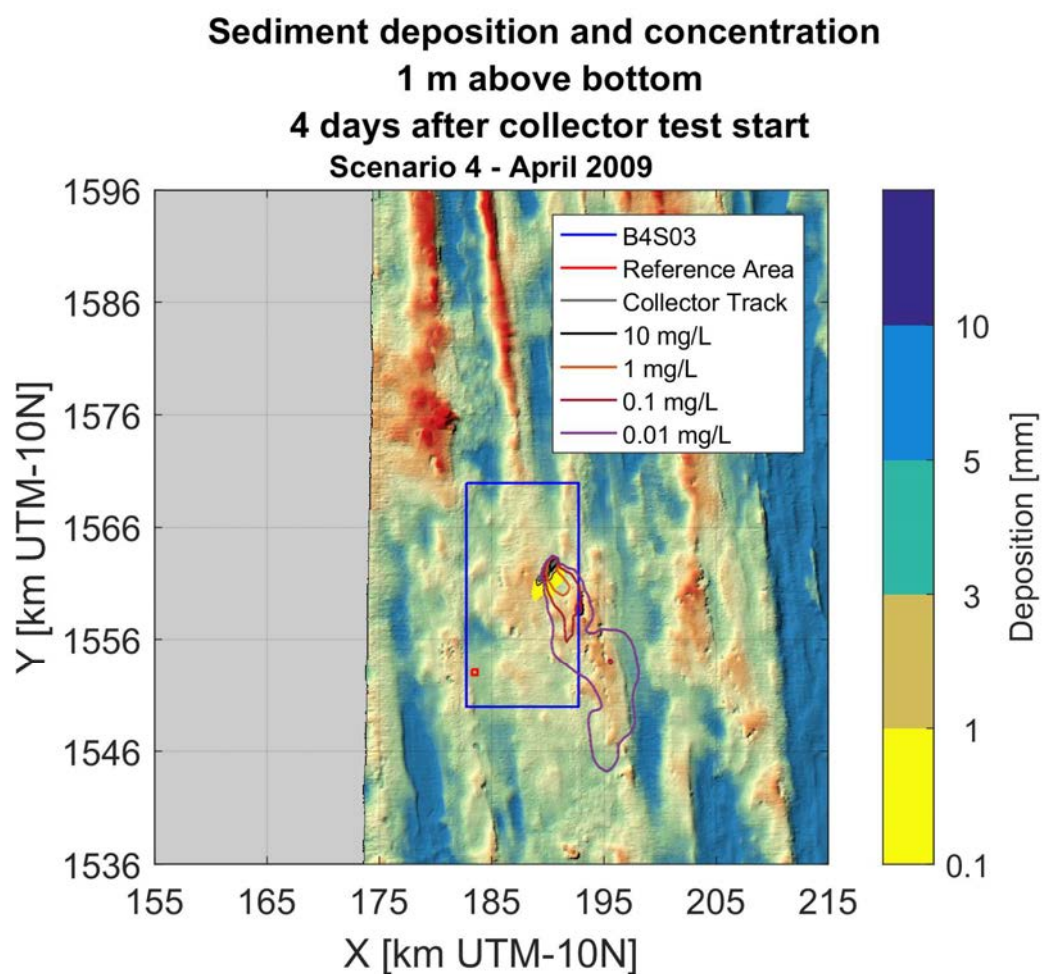 Sediment deposition and concentration
1 m above bottom
4 days after collector test start
Scenario 4 - April 2009
1596
1586
1576
1566
1556
1546
1536
Y [km UTM-10N]
155
165
175
185
195
205
215
X [km UTM-10N]
B4S03
Reference Area
Collector Track
10 mg/L
1 mg/L
0.1 mg/L
0.01 mg/L
10
5
3
1
0.1
Deposition [mm]